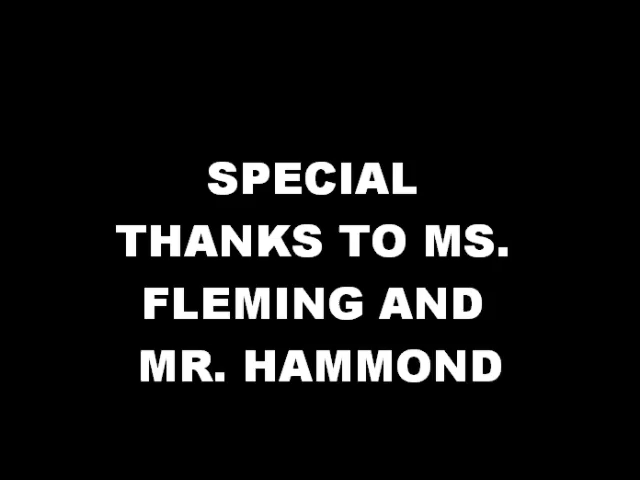 SPECIAL
THANKS TO MS.
FLEMING AND
MR. HAMMOND